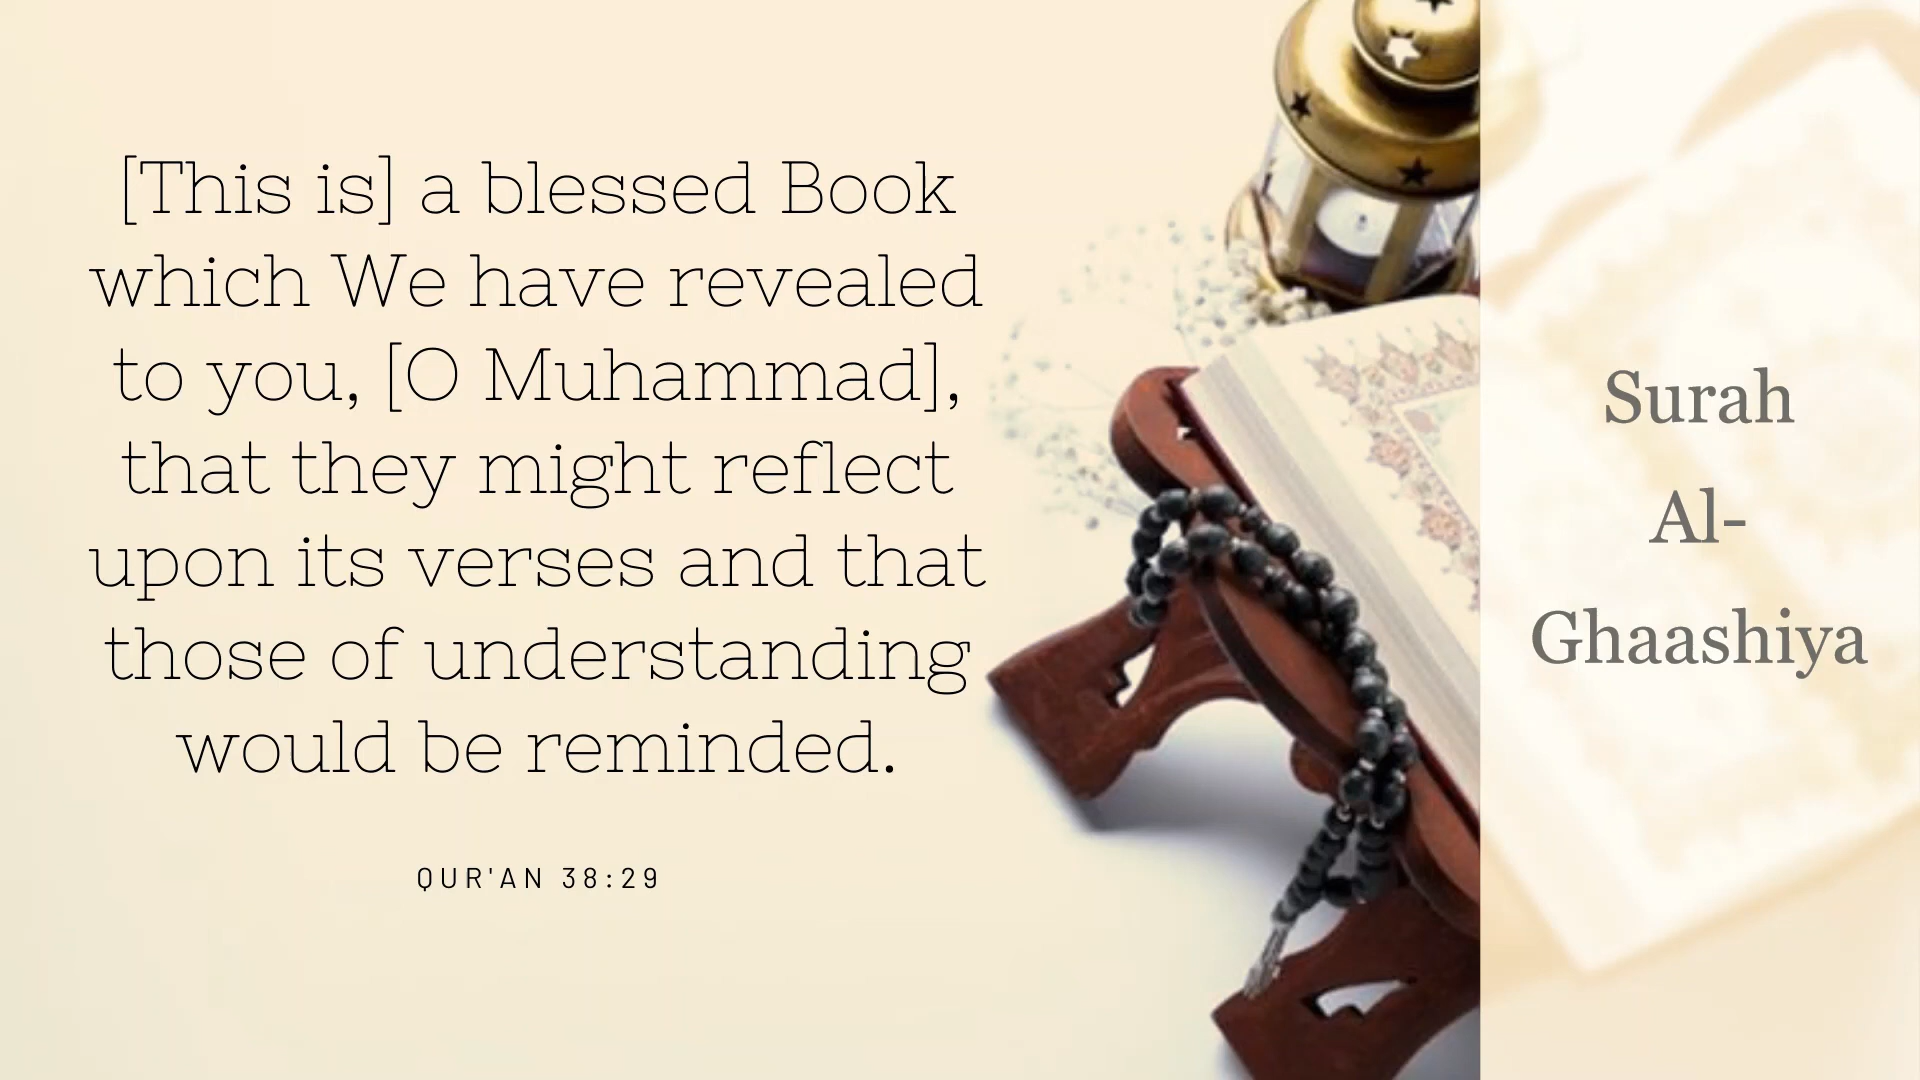 [This is] a blessed Book
which We have revealed
to you, [O Muhammad],
that they might reflect
upon its verses and that
those of understanding
would be reminded.
QUR'AN 38:29
Surah
Al-
Ghaashiya